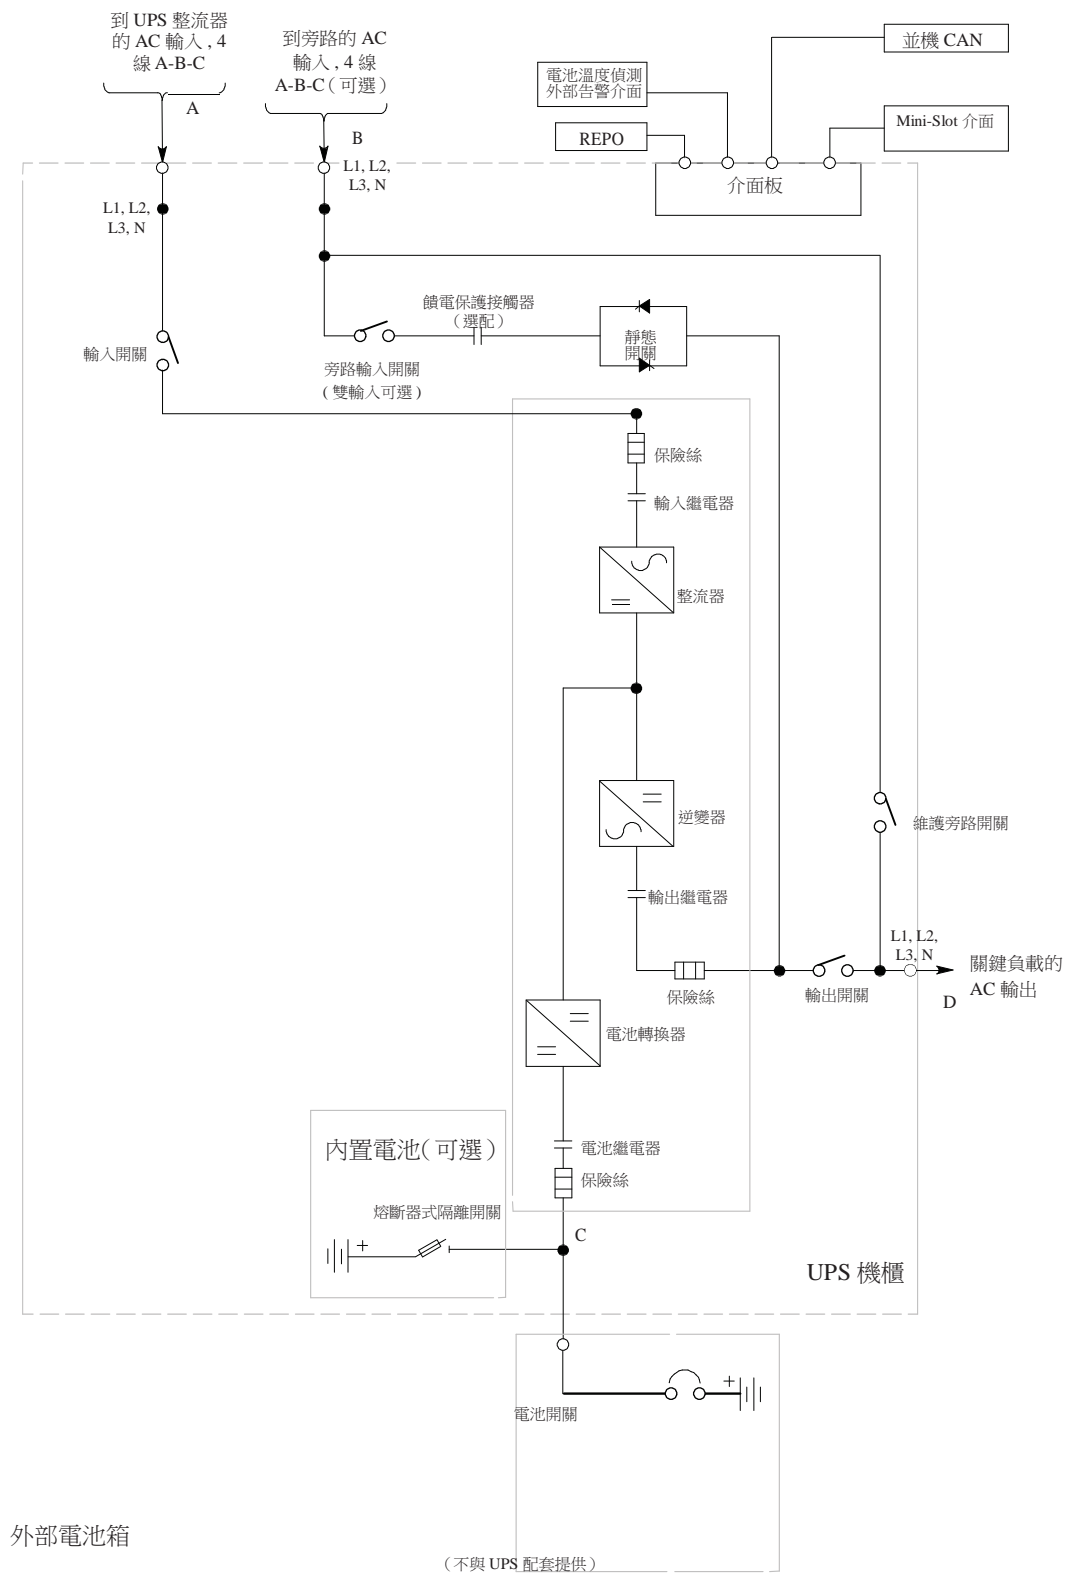 到 UPS 整流器
的 AC 輸入 , 4
線 A-B-C
A
到旁路的 AC
輸入 , 4 線
A-B-C ( 可選 )
B
並機 CAN
電池溫度偵測
外部告警介面
Mini-Slot 介面
REPO
介面板
L1, L2,
L3, N
L1, L2,
L3, N
饋電保護接觸器
( 選配 )
靜態
開關
輸入開關
旁路輸入開關
( 雙輸入可選 )
保險絲
輸入繼電器
整流器
逆變器
維護旁路開關
輸出繼電器
L1, L2,
L3, N
關鍵負載的
AC 輸出
D
保險絲
輸出開關
電池轉換器
內置電池( 可選 )
電池繼電器
保險絲
熔斷器式隔離開關
C
+
UPS 機櫃
+
電池開關
外部電池箱
( 不與 UPS 配套提供 )